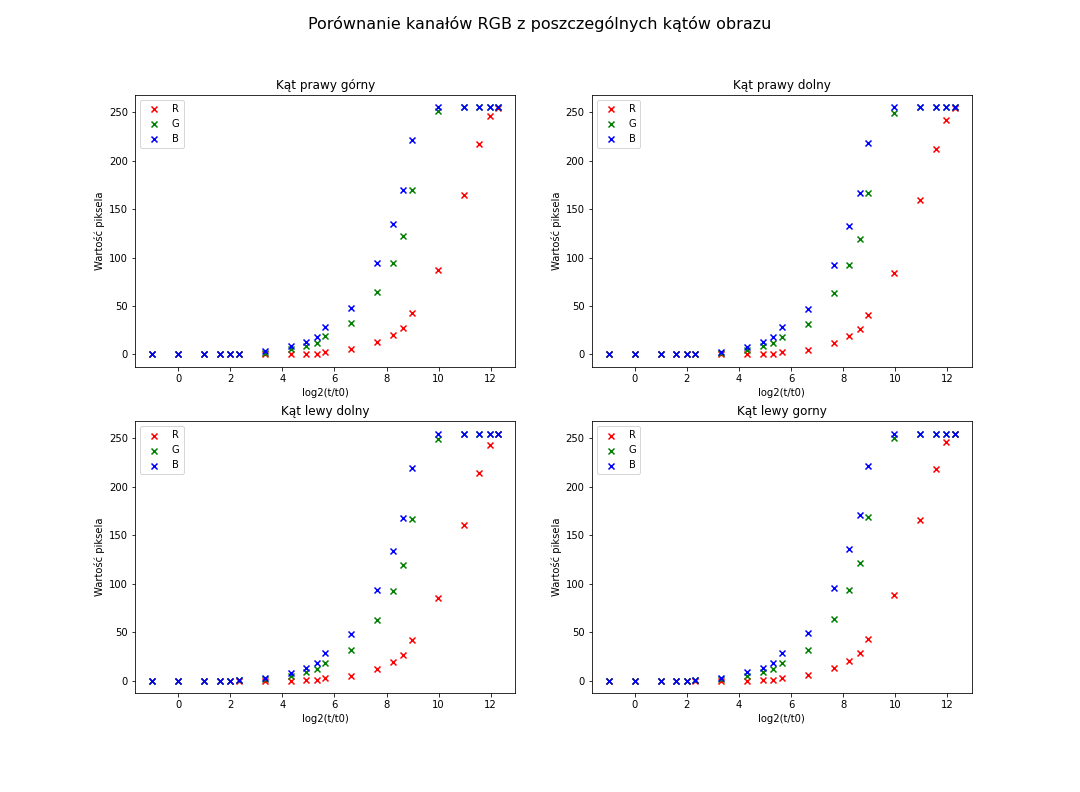 Porównanie kanałów RGB z poszczególnych kątów obrazu
Kąt prawy górny
R
G
B
Wartość piksela
250
200
150
100
50
0
0 2 4 6 8 10 12
log2(t/t0)
Kąt prawy dolny
R
G
B
Wartość piksela
250
200
150
100
50
0
0 2 4 6 8 10 12
log2(t/t0)
Kąt lewy dolny
R
G
B
Wartość piksela
250
200
150
100
50
0
0 2 4 6 8 10 12
log2(t/t0)
Kąt lewy gorny
R
G
B
Wartość piksela
250
200
150
100
50
0
0 2 4 6 8 10 12
log2(t/t0)